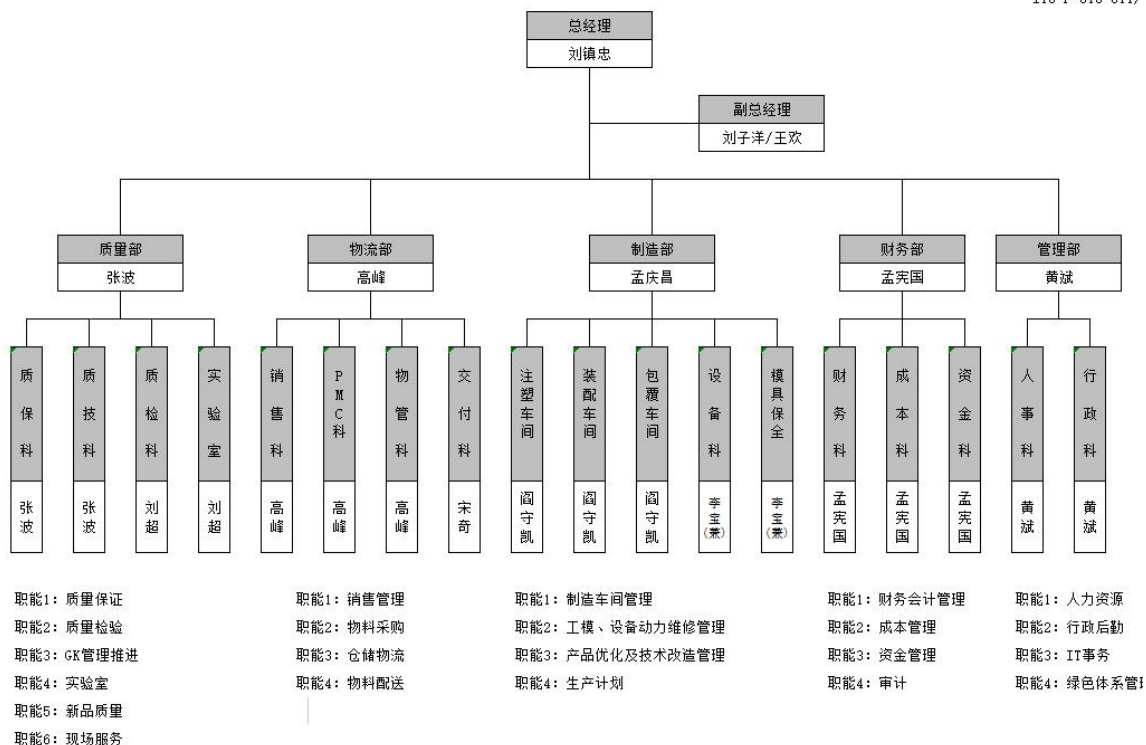 总经理
刘镇忠
副总经理
刘子洋/王欢
质量部
张波
物流部
高峰
制造部
孟庆昌
财务部
孟宪国
管理部
黄斌
质保科
张波
质技科
张波
质检科
刘超
实验室
刘超
销售科
高峰
PMC科
高峰
物管科
高峰
交付科
宋奇
注塑车间
阎守凯
装配车间
阎守凯
包覆车间
阎守凯
设备科
李宝(兼)
模具保全
李宝(兼)
财务科
孟宪国
成本科
孟宪国
资金科
孟宪国
人事科
黄斌
行政科
黄斌
职能1: 质量保证
职能2: 质量检验
职能3: GK管理推进
职能4: 实验室
职能5: 新品质量
职能6: 现场服务
职能1: 销售管理
职能2: 物料采购
职能3: 仓储物流
职能4: 物料配送
职能1: 制造车间管理
职能2: 工模、设备动力维修管理
职能3: 产品优化及技术改造管理
职能4: 生产计划
职能1: 财务会计管理
职能2: 成本管理
职能3: 资金管理
职能4: 审计
职能1: 人力资源
职能2: 行政后勤
职能3: IT事务
职能4: 绿色体系管